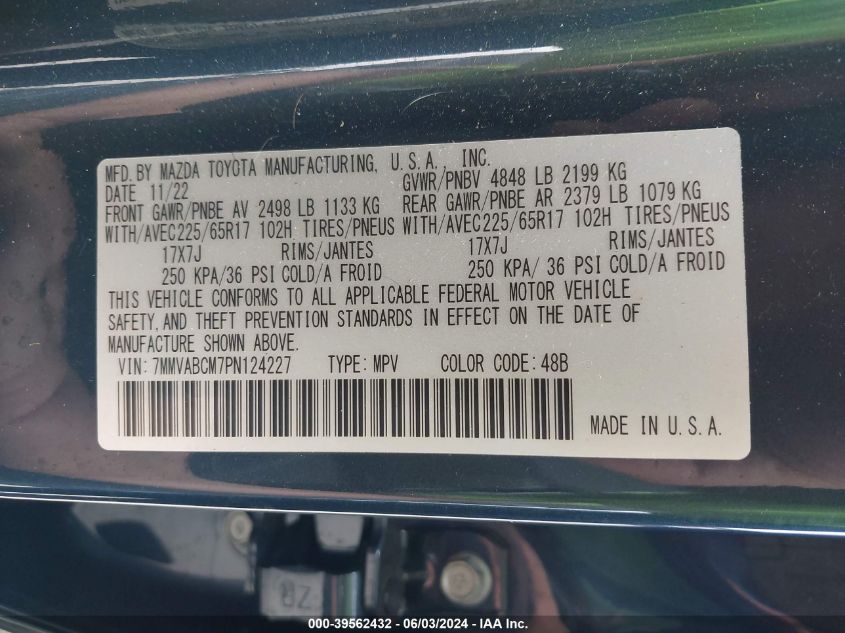 MFD. BY MAZDA TOYOTA MANUFACTURING, U.S.A., INC.
DATE 11/22 GVWR/PNBV 4848 LB 2199 KG
FRONT GAWR/PNBE AV 2498 LB 1133 KG REAR GAWR/PNBE AR 2379 LB 1079 KG
WITH/AVEC225/65R17 102H TIRES/PNEUS WITH/AVEC225/65R17 102H TIRES/PNEUS
17X7J RIMS/JANTES 17X7J RIMS/JANTES
250 KPA/36 PSI COLD/A FROID 250 KPA/ 36 PSI COLD/A FROID
THIS VEHICLE CONFORMS TO ALL APPLICABLE FEDERAL MOTOR VEHICLE
SAFETY, AND THEFT PREVENTION STANDARDS IN EFFECT ON THE DATE OF
MANUFACTURE SHOWN ABOVE.
VIN: 7MMVABCM7PN124227 TYPE: MPV COLOR CODE: 48B
MADE IN U.S.A.
000-39562432 - 06/03/2024 - IAA Inc.